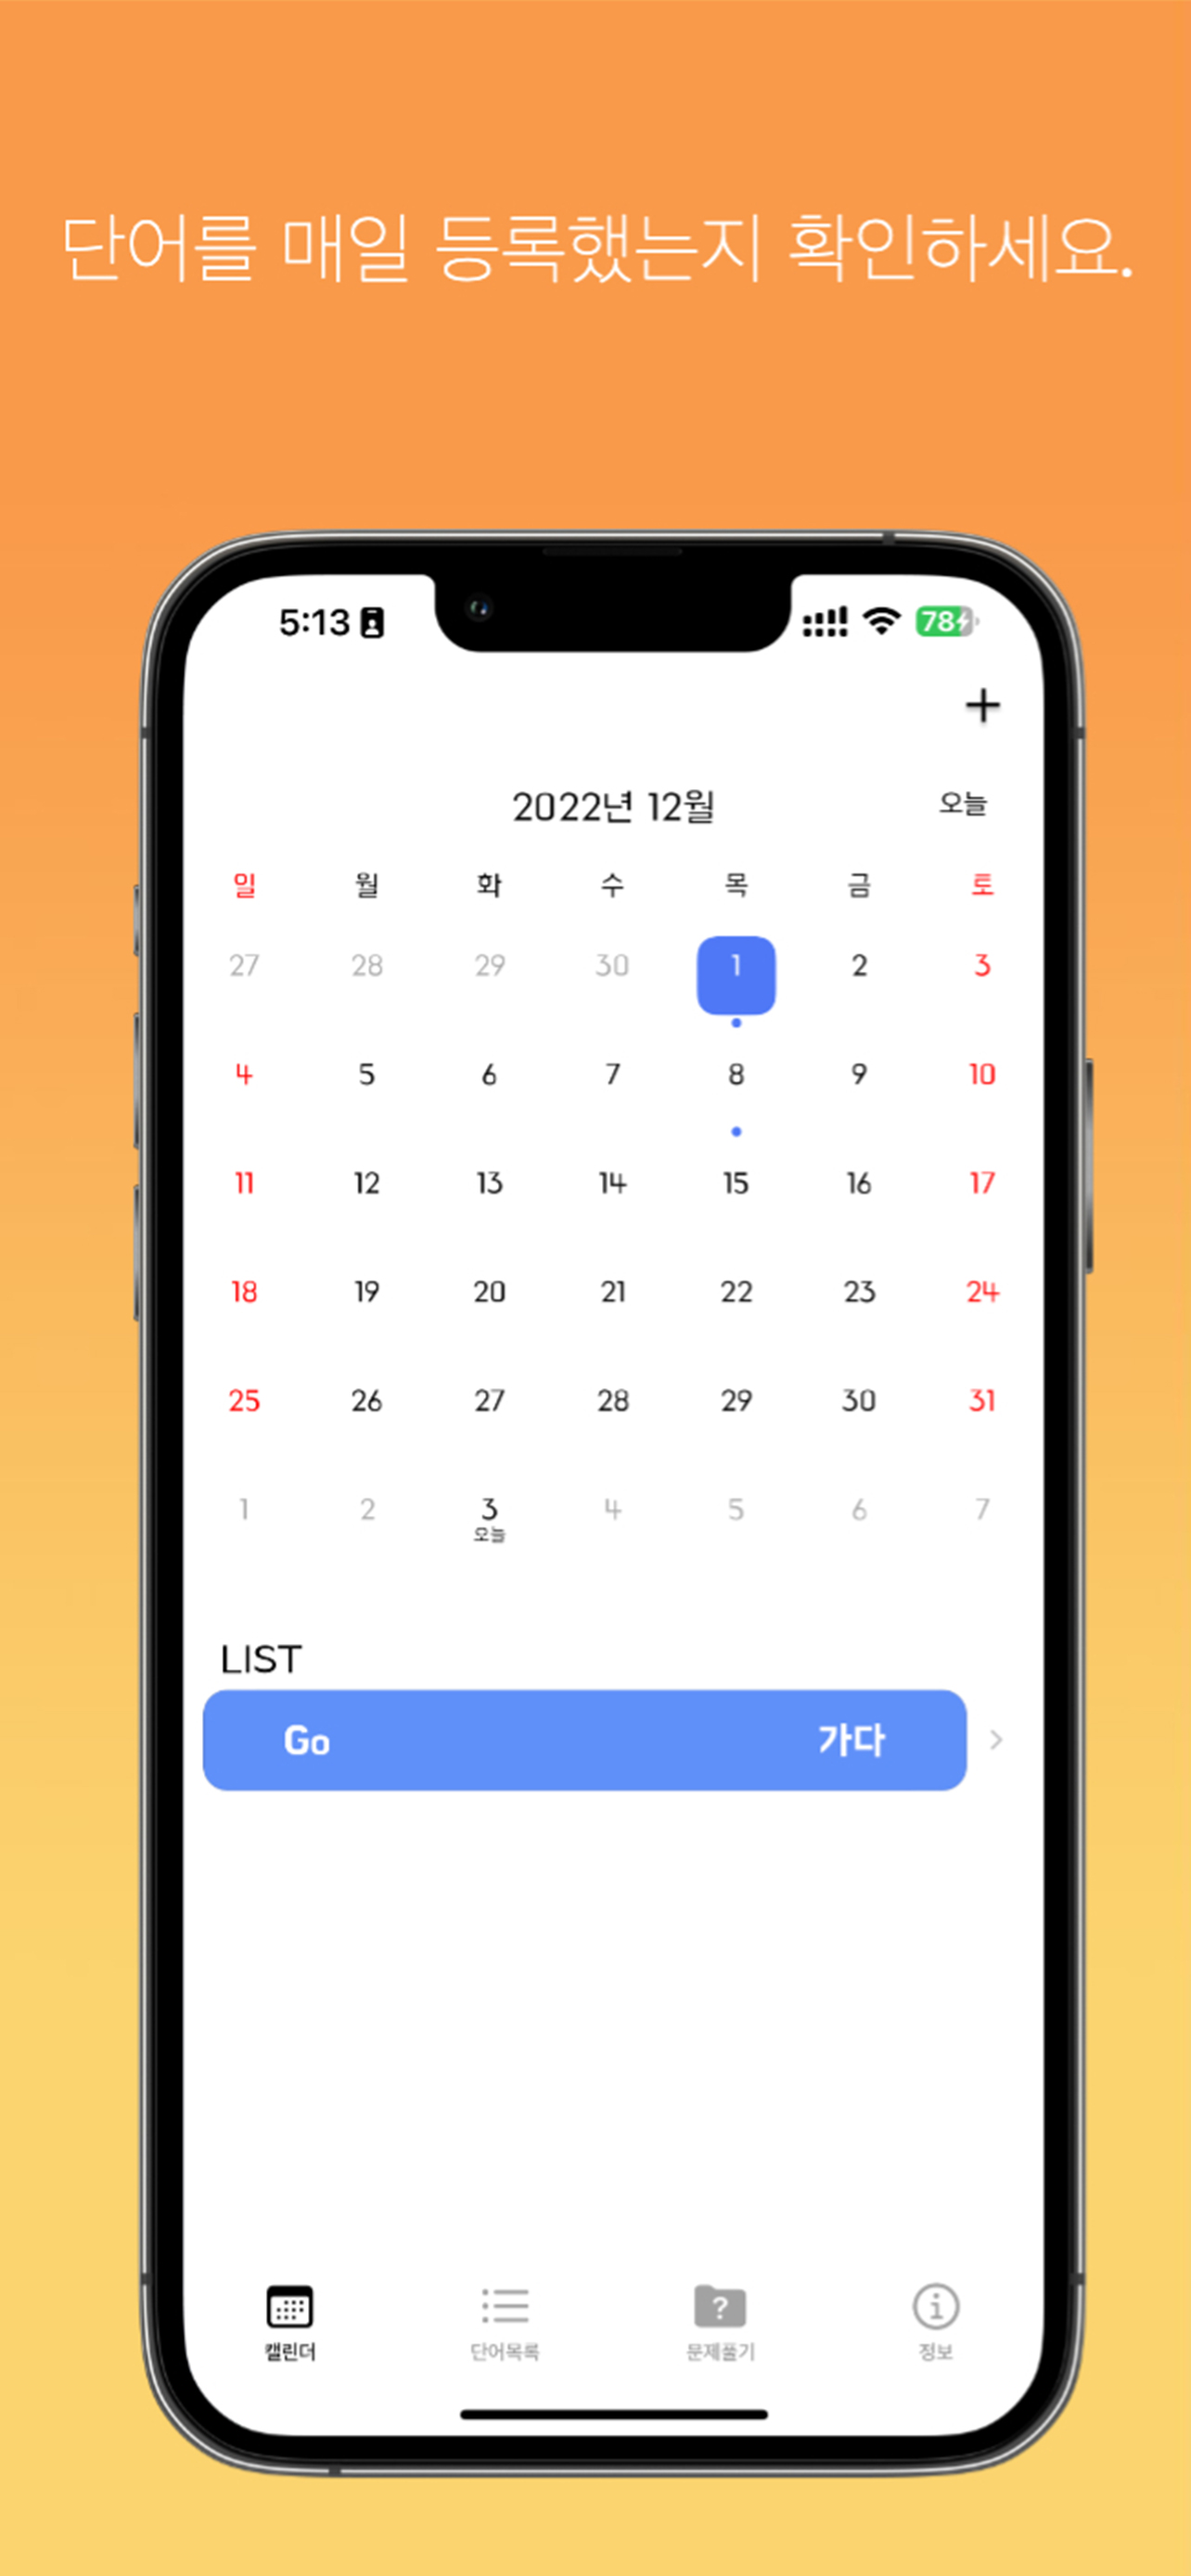 단어를 매일 등록했는지 확인하세요.
5:13 78
+
2022년 12월 오늘
일 월 화 수 목 금 토
27 28 29 30 1 2 3
4 5 6 7 8 9 10
11 12 13 14 15 16 17
18 19 20 21 22 23 24
25 26 27 28 29 30 31
1 2 3 4 5 6 7
오늘
LIST
Go 가다 >
캘린더 단어목록 문제풀기 정보